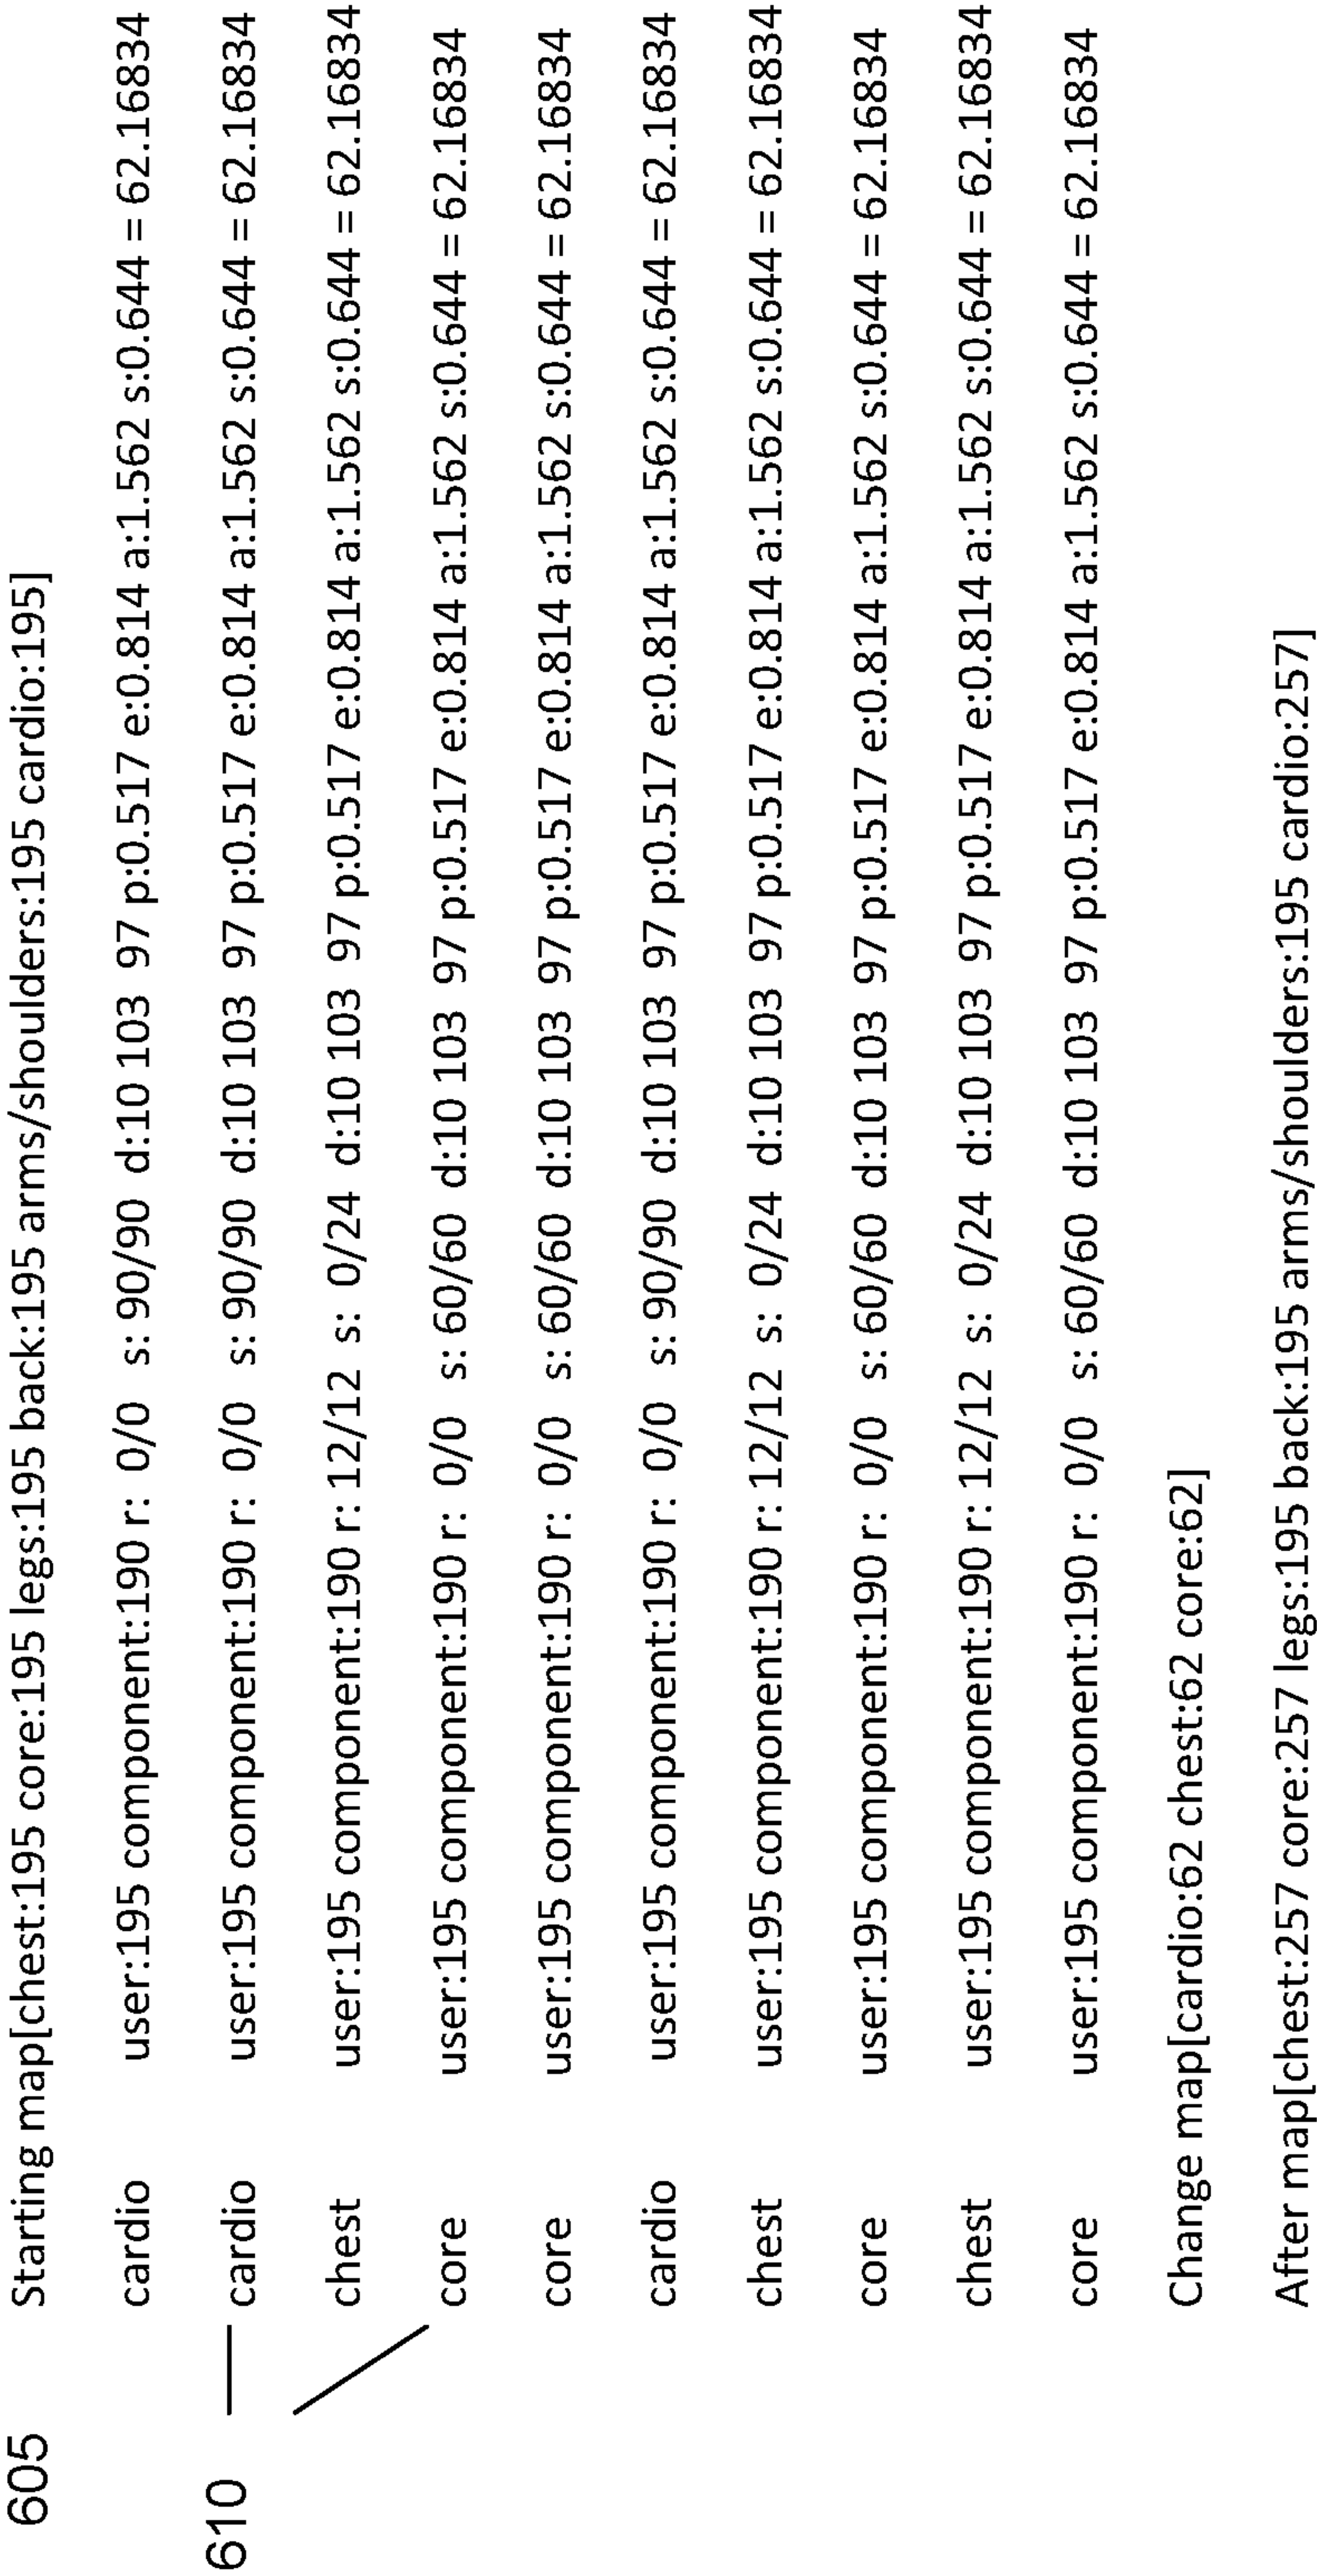 605 Starting map[chest:195 core:195 legs:195 back:195 arms/shoulders:195 cardio:195]
cardio user:195 component:190 r: 0/0 s: 90/90 d:10 103 97 p:0.517 e:0.814 a:1.562 s:0.644 = 62.16834
610 cardio user:195 component:190 r: 0/0 s: 90/90 d:10 103 97 p:0.517 e:0.814 a:1.562 s:0.644 = 62.16834
chest user:195 component:190 r: 12/12 s: 0/24 d:10 103 97 p:0.517 e:0.814 a:1.562 s:0.644 = 62.16834
core user:195 component:190 r: 0/0 s: 60/60 d:10 103 97 p:0.517 e:0.814 a:1.562 s:0.644 = 62.16834
core user:195 component:190 r: 0/0 s: 60/60 d:10 103 97 p:0.517 e:0.814 a:1.562 s:0.644 = 62.16834
cardio user:195 component:190 r: 0/0 s: 90/90 d:10 103 97 p:0.517 e:0.814 a:1.562 s:0.644 = 62.16834
chest user:195 component:190 r: 12/12 s: 0/24 d:10 103 97 p:0.517 e:0.814 a:1.562 s:0.644 = 62.16834
core user:195 component:190 r: 0/0 s: 60/60 d:10 103 97 p:0.517 e:0.814 a:1.562 s:0.644 = 62.16834
chest user:195 component:190 r: 12/12 s: 0/24 d:10 103 97 p:0.517 e:0.814 a:1.562 s:0.644 = 62.16834
core user:195 component:190 r: 0/0 s: 60/60 d:10 103 97 p:0.517 e:0.814 a:1.562 s:0.644 = 62.16834
Change map[cardio:62 chest:62 core:62]
After map[chest:257 core:257 legs:195 back:195 arms/shoulders:195 cardio:257]